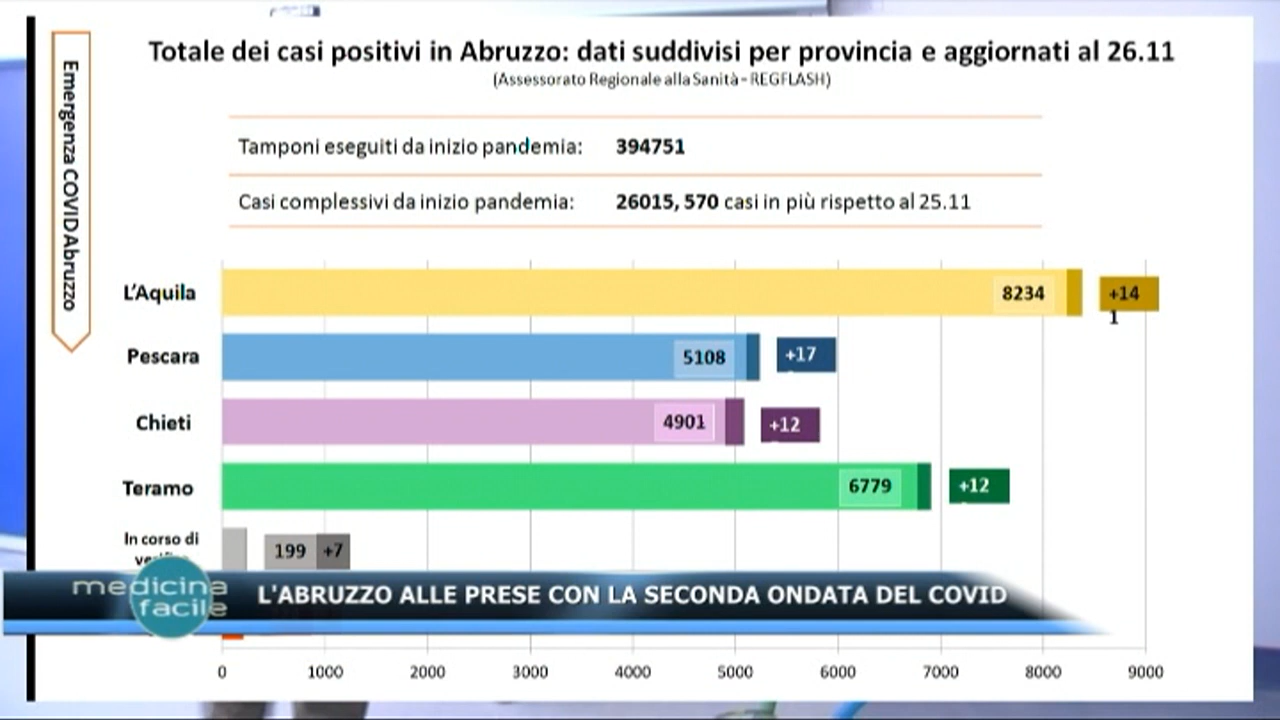 Totale dei casi positivi in Abruzzo: dati suddivisi per provincia e aggiornati al 26.11
(Assessorato Regionale alla Sanità - REGFLASH)
Emergenza COVID Abruzzo
Tamponi eseguiti da inizio pandemia: 394751
Casi complessivi da inizio pandemia: 26015, 570 casi in più rispetto al 25.11
L'Aquila 8234 +14
1
Pescara 5108 +17
Chieti 4901 +12
Teramo 6779 +12
In corso di
199 +7
medicina
facile
L'ABRUZZO ALLE PRESE CON LA SECONDA ONDATA DEL COVID
0 1000 2000 3000 4000 5000 6000 7000 8000 9000